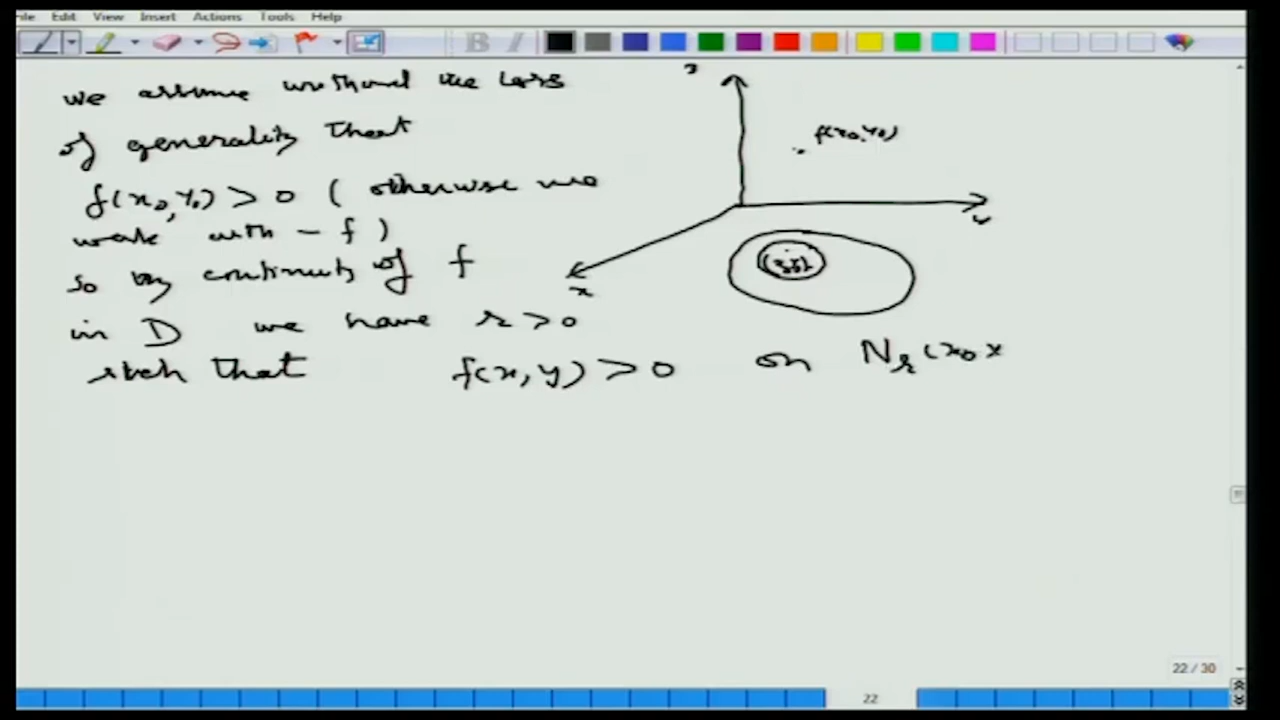 File Edit View Insert Actions Tools Help
B I
we assume without the loss
of generality that
f(x0, y0) > 0 ( otherwise we
work with - f )
so by continuity of f
in D we have r > 0
such that f(x, y) > 0 on Nr (x0
z
f(x0, y0)
y
x
22 / 30
22